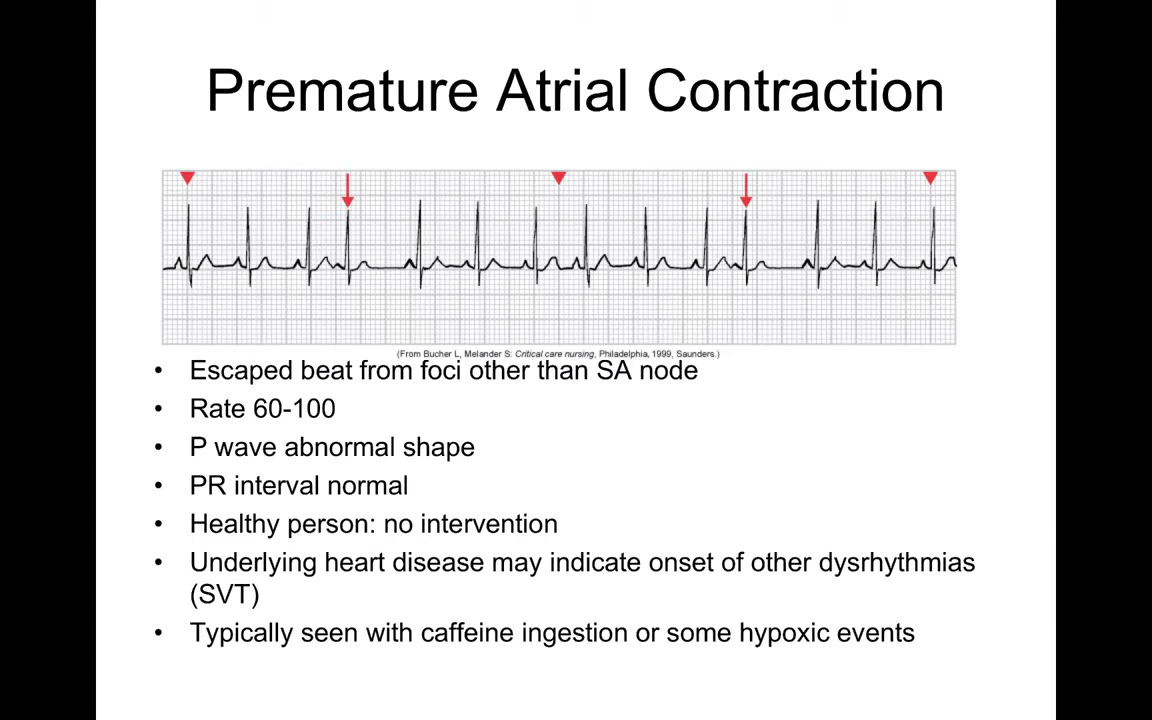 Premature Atrial Contraction
(From Bucher L, Melander S: Critical care nursing, Philadelphia, 1999, Saunders.)
• Escaped beat from foci other than SA node
• Rate 60-100
• P wave abnormal shape
• PR interval normal
• Healthy person: no intervention
• Underlying heart disease may indicate onset of other dysrhythmias
(SVT)
• Typically seen with caffeine ingestion or some hypoxic events